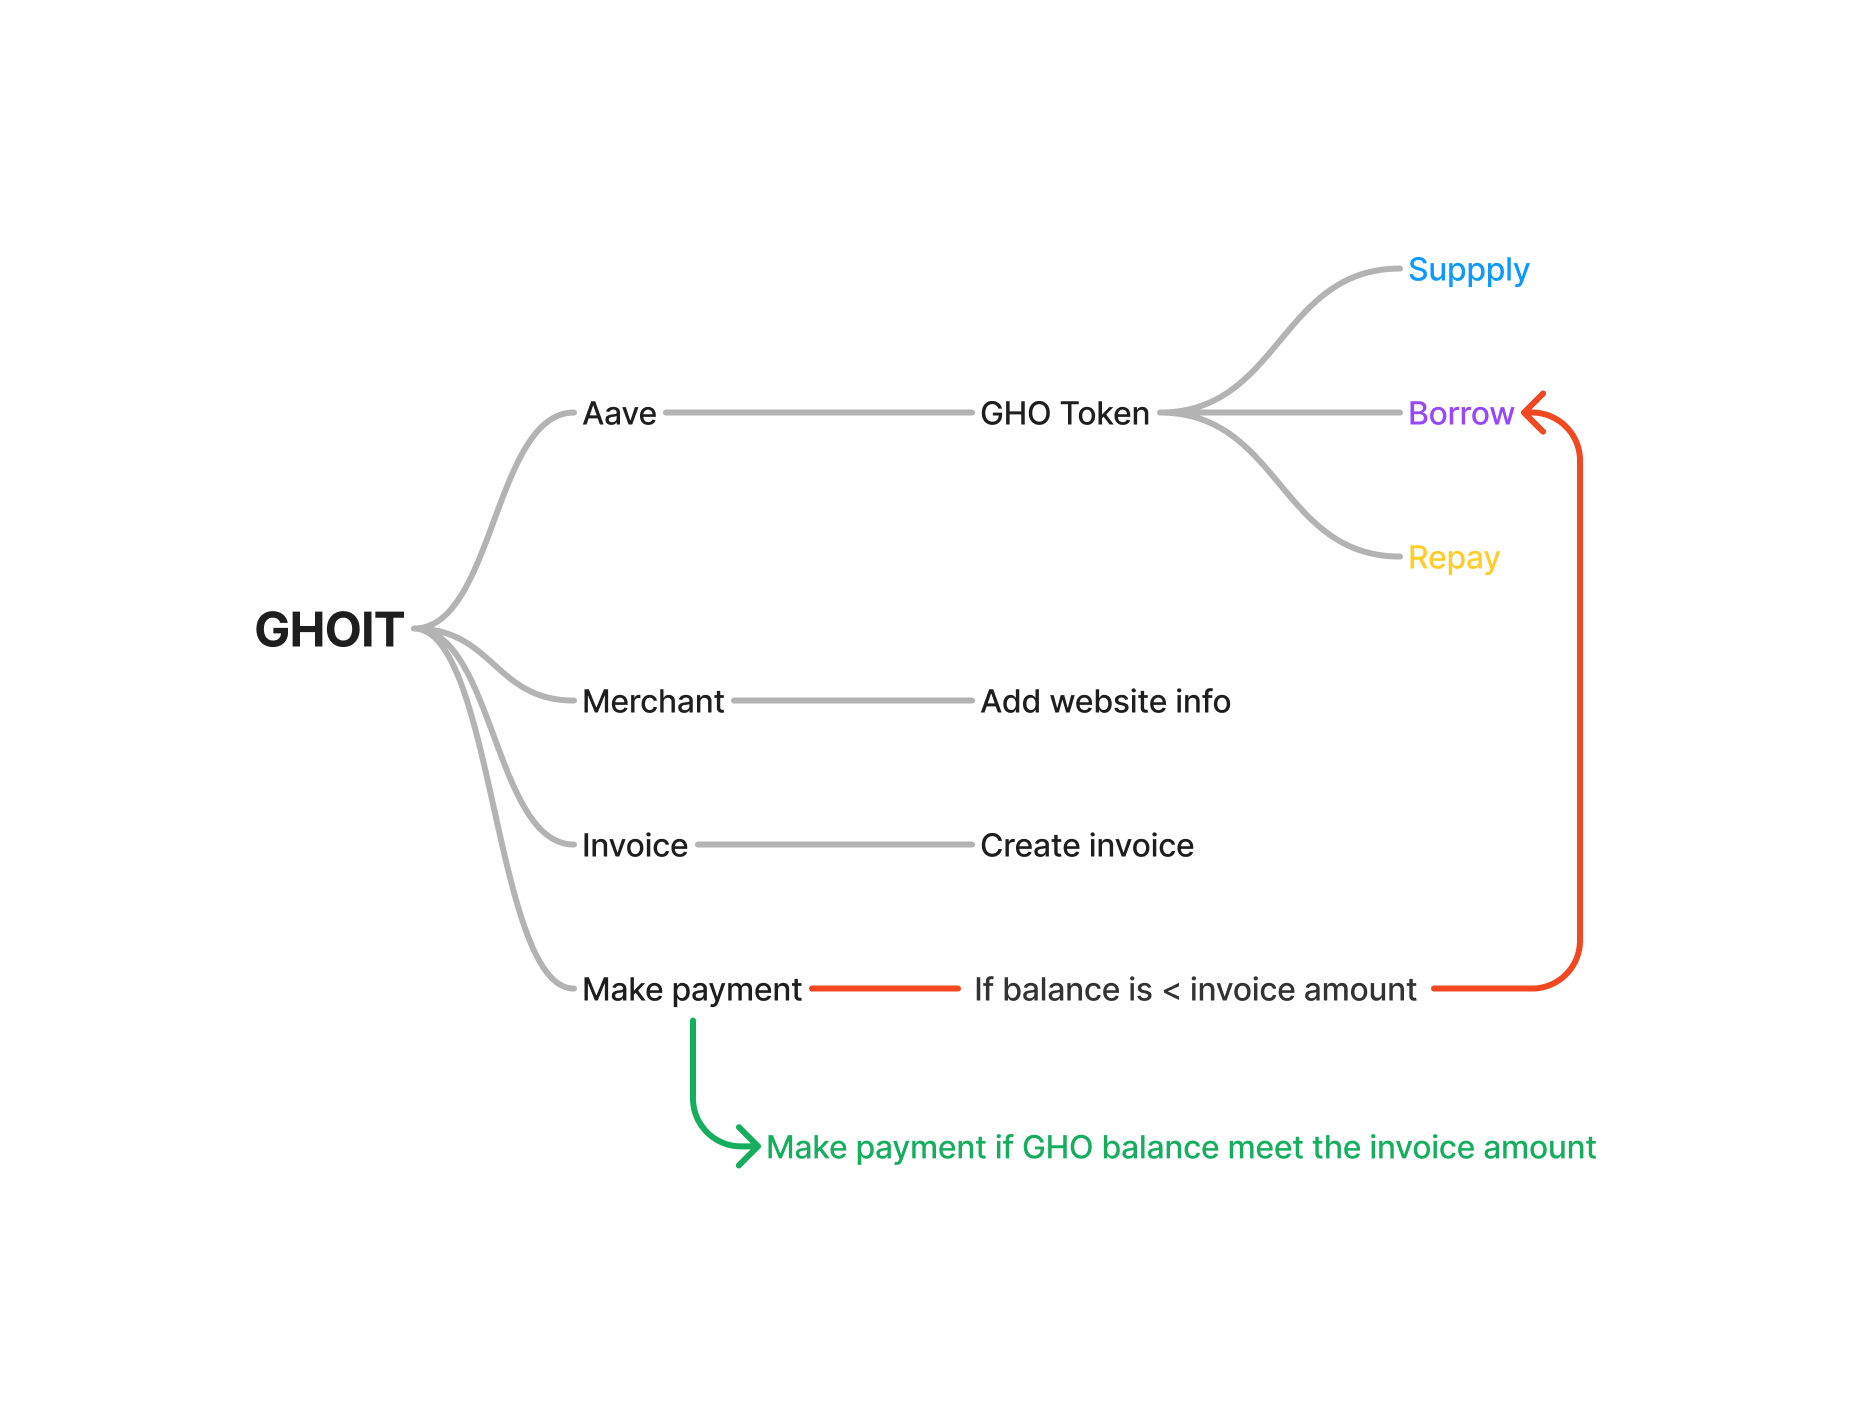 Suppply
Aave
GHO Token
Borrow
Repay
GHOIT
Merchant
Add website info
Invoice
Create invoice
Make payment
If balance is < invoice amount
Make payment if GHO balance meet the invoice amount